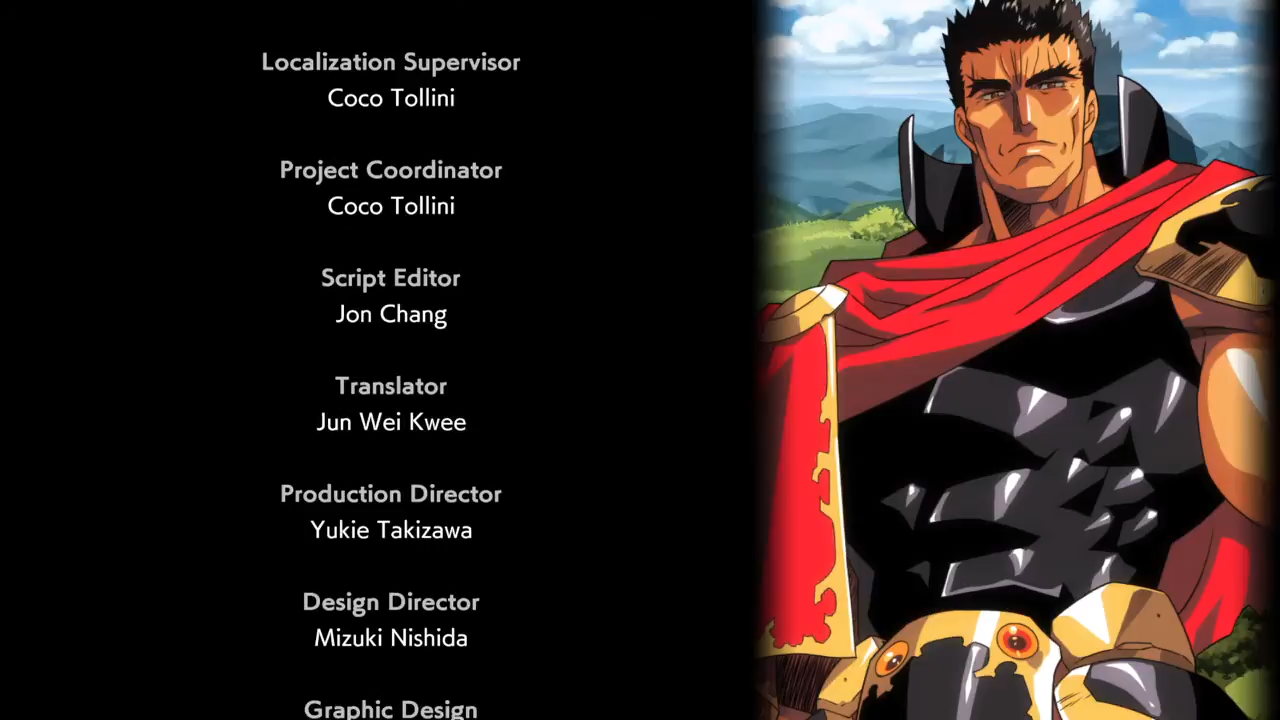 Localization Supervisor
Coco Tollini
Project Coordinator
Coco Tollini
Script Editor
Jon Chang
Translator
Jun Wei Kwee
Production Director
Yukie Takizawa
Design Director
Mizuki Nishida
Graphic Design